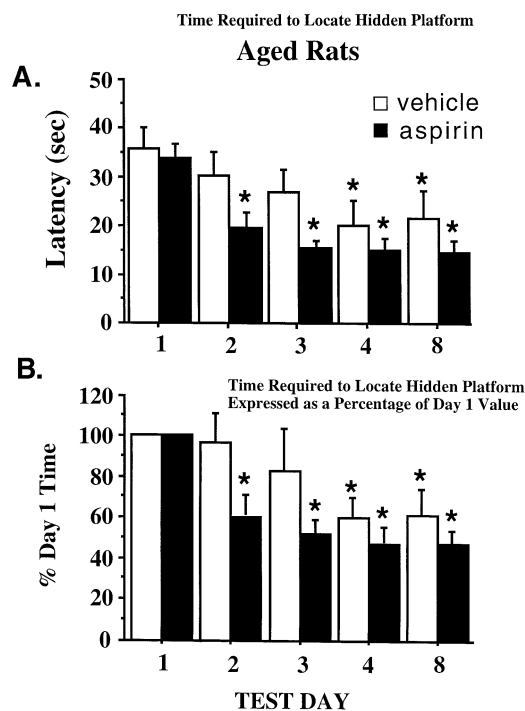 Time Required to Locate Hidden Platform
Aged Rats
A.
vehicle
aspirin
Latency (sec)
50
40
30
20
10
0
* * * * * *
1 2 3 4 8
B.
Time Required to Locate Hidden Platform
Expressed as a Percentage of Day 1 Value
% Day 1 Time
120
100
80
60
40
20
0
* * * * * *
1 2 3 4 8
TEST DAY